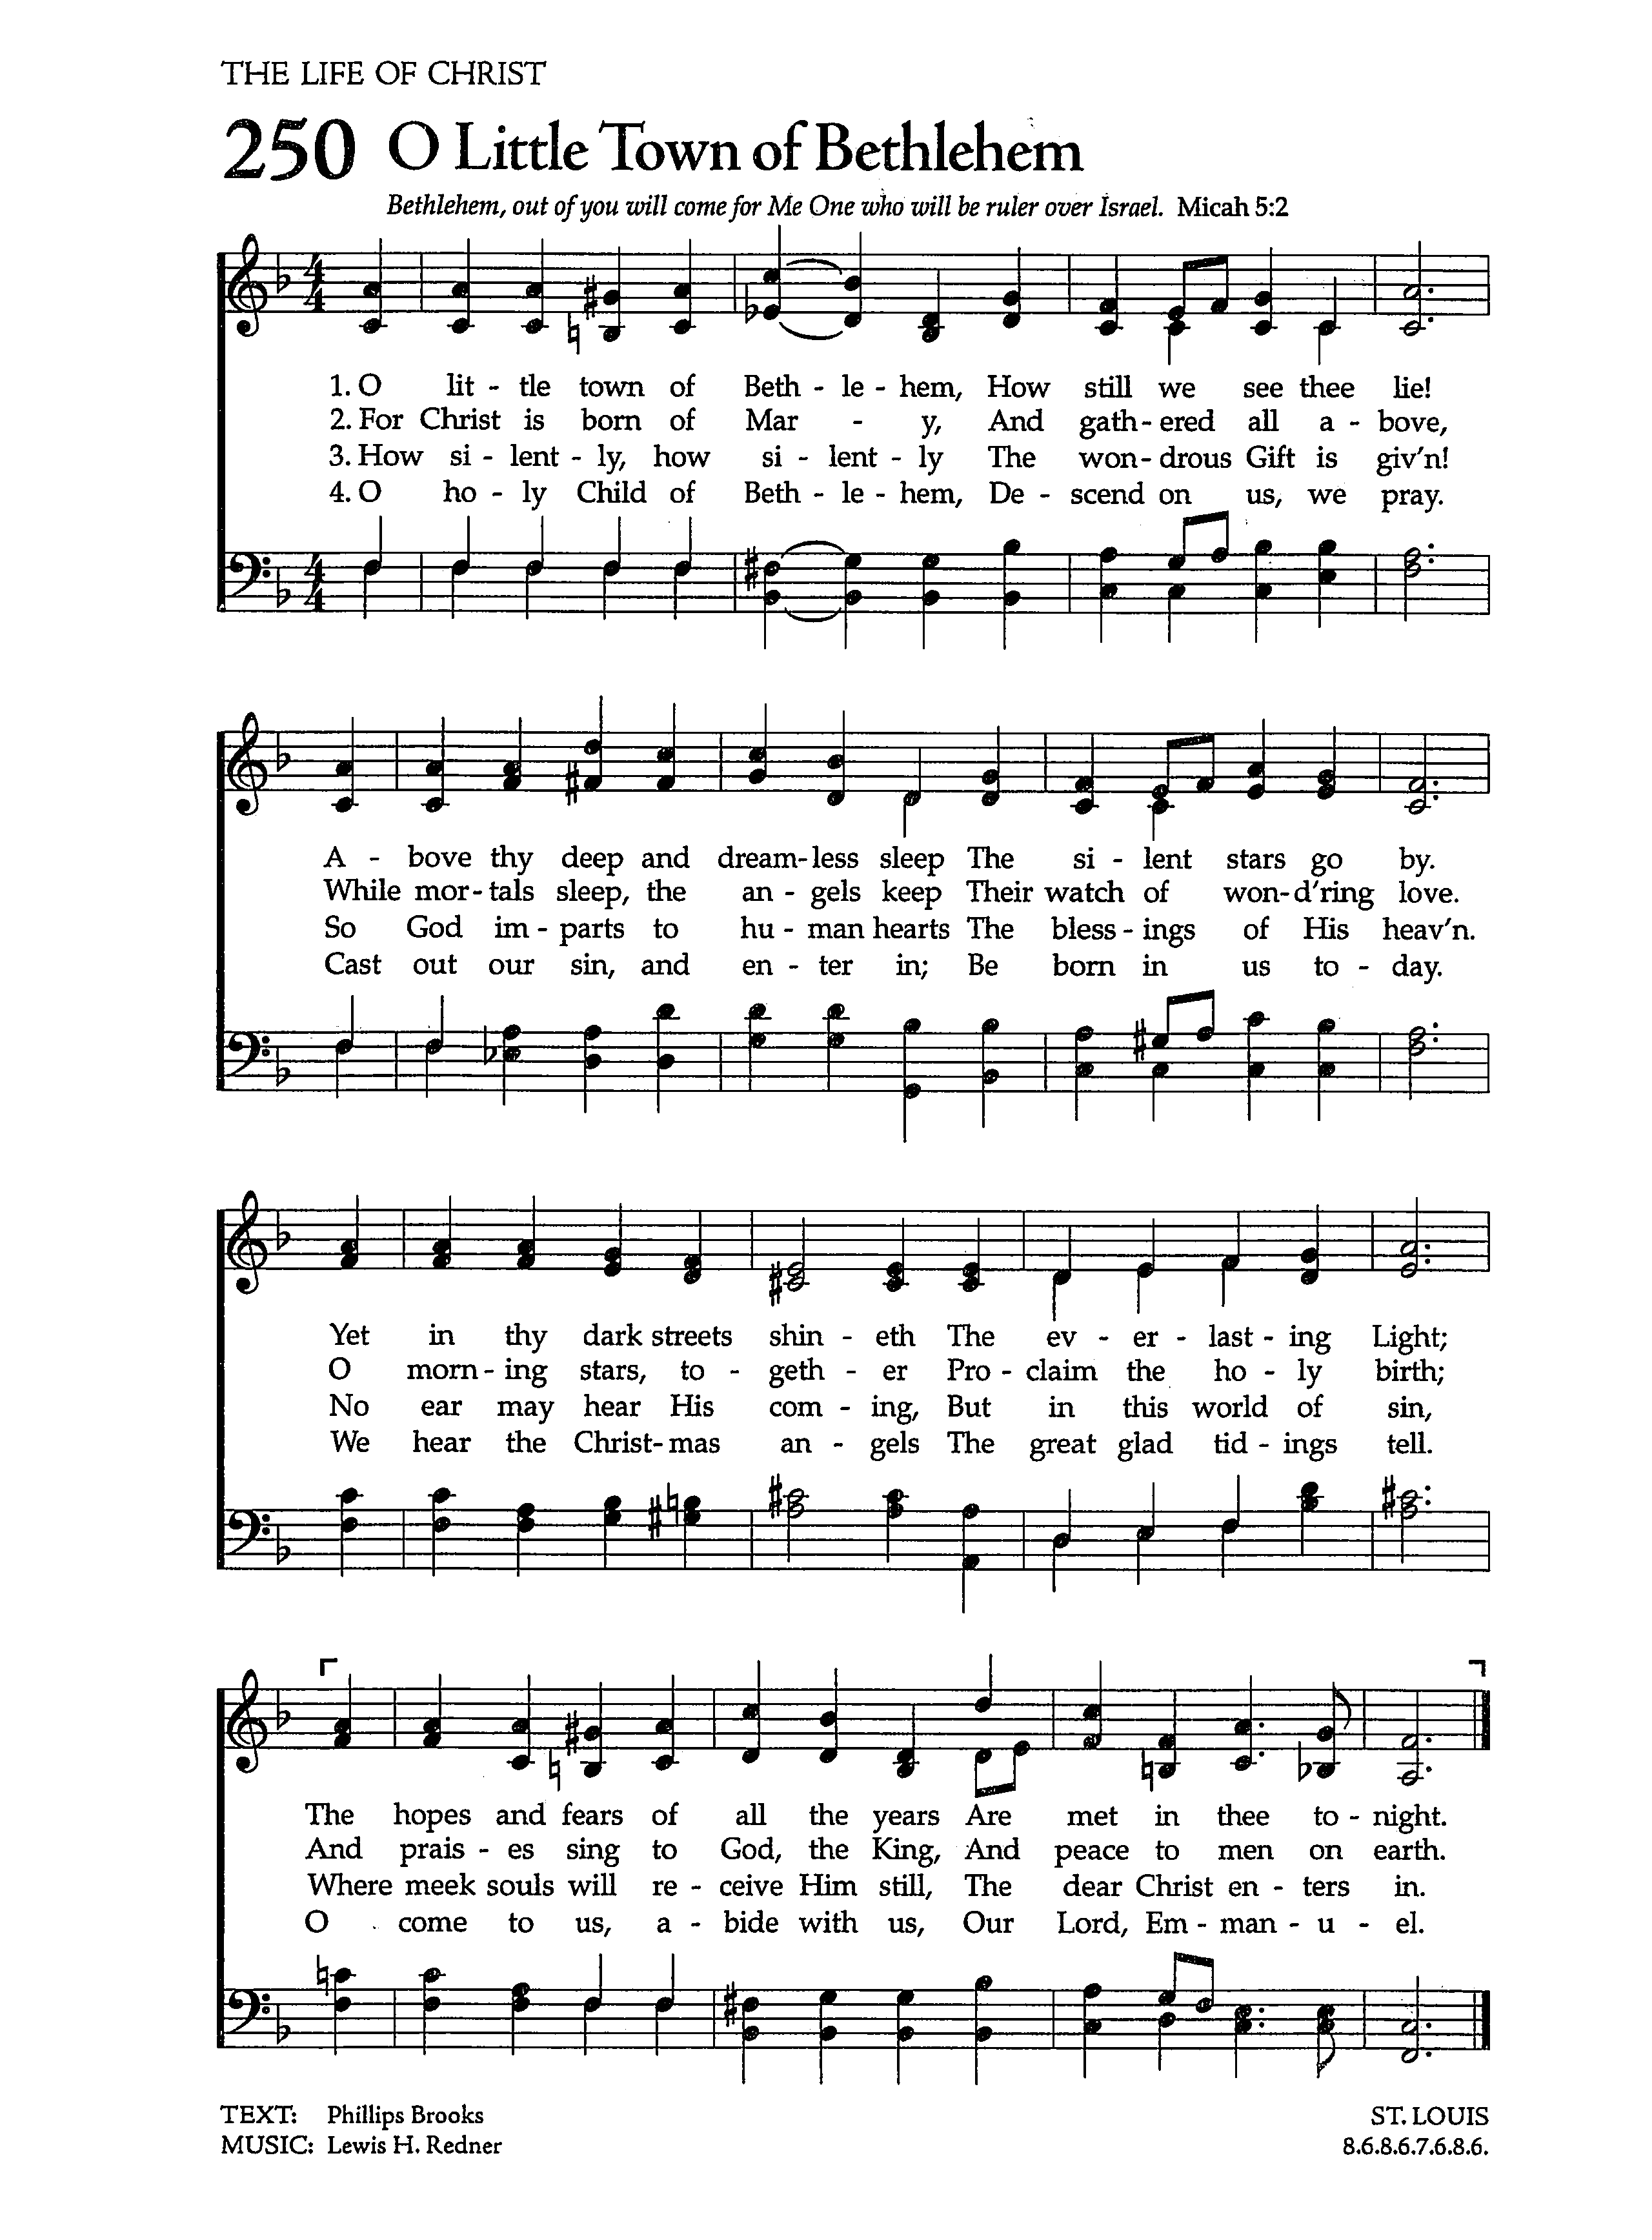 THE LIFE OF CHRIST
250 O Little Town of Bethlehem
Bethlehem, out of you will come for Me One who will be ruler over Israel. Micah 5:2
4 4
1. O lit - tle town of Beth - le - hem, How still we see thee lie!
2. For Christ is born of Mar - y, And gath - ered all a - bove,
3. How si - lent - ly, how si - lent - ly The won - drous Gift is giv'n!
4. O ho - ly Child of Beth - le - hem, De - scend on us, we pray.
4 4
A - bove thy deep and dream - less sleep The si - lent stars go by.
While mor - tals sleep, the an - gels keep Their watch of won - d'ring love.
So God im - parts to hu - man hearts The bless - ings of His heav'n.
Cast out our sin, and en - ter in; Be born in us to - day.
Yet in thy dark streets shin - eth The ev - er - last - ing Light;
O morn - ing stars, to - geth - er Pro - claim the ho - ly birth;
No ear may hear His com - ing, But in this world of sin,
We hear the Christ - mas an - gels The great glad tid - ings tell.
The hopes and fears of all the years Are met in thee to - night.
And prais - es sing to God, the King, And peace to men on earth.
Where meek souls will re - ceive Him still, The dear Christ en - ters in.
O come to us, a - bide with us, Our Lord, Em - man - u - el.
TEXT: Phillips Brooks ST. LOUIS
MUSIC: Lewis H. Redner 8.6.8.6.7.6.8.6.